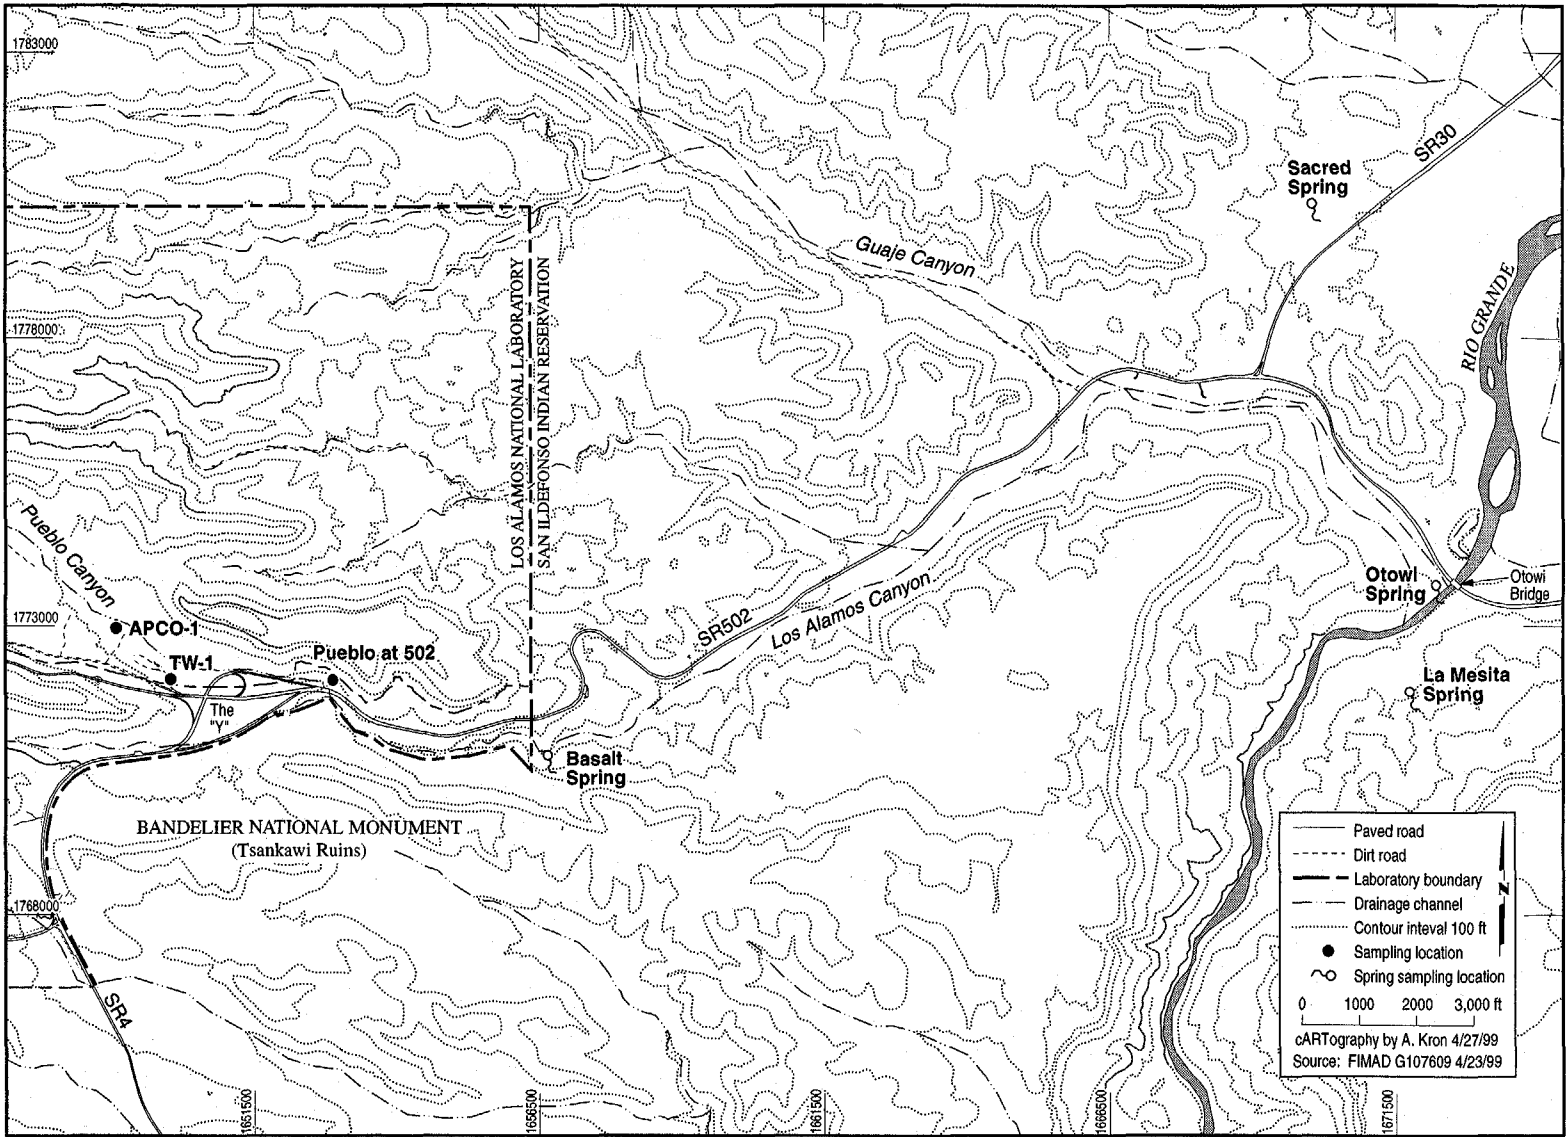 1783000
SR30
Sacred
Spring
Guaje Canyon
RIO GRANDE
LOS ALAMOS NATIONAL LABORATORY
SAN ILDEFONSO INDIAN RESERVATION
1778000
Pueblo Canyon
Otowi
Spring
Otowi
Bridge
1773000
APCO-1
SR502
Los Alamos Canyon
TW-1
Pueblo at 502
La Mesita
Spring
The
"Y"
Basalt
Spring
BANDELIER NATIONAL MONUMENT
(Tsankawi Ruins)
1768000
SR4
Paved road
Dirt road
Laboratory boundary
Drainage channel
Contour inteval 100 ft
Sampling location
Spring sampling location
N
0 1000 2000 3,000 ft
cARTography by A. Kron 4/27/99
Source: FIMAD G107609 4/23/99
1651500
1656500
1661500
1666500
1671500